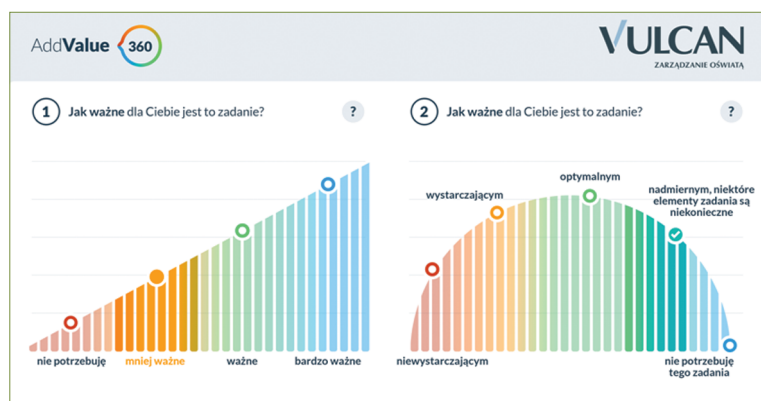 AddValue 360
VULCAN
ZARZĄDZANIE OŚWIATĄ
1 Jak ważne dla Ciebie jest to zadanie? ?
nie potrzebuję
mniej ważne
ważne
bardzo ważne
2 Jak ważne dla Ciebie jest to zadanie? ?
niewystarczającym
wystarczającym
optymalnym
nadmiernym, niektóre
elementy zadania są
niekonieczne
nie potrzebuję
tego zadania